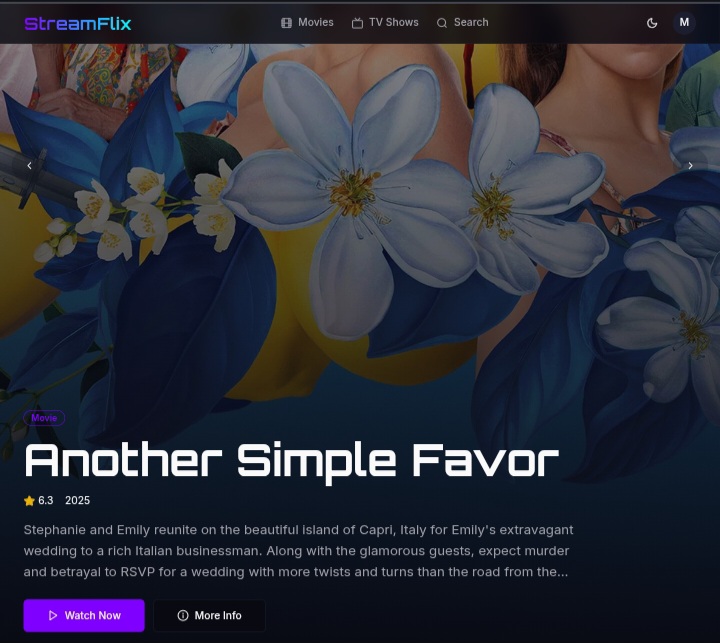 StreamFlix
Movies
TV Shows
Search
M
Movie
Another Simple Favor
6.3 2025
Stephanie and Emily reunite on the beautiful island of Capri, Italy for Emily's extravagant
wedding to a rich Italian businessman. Along with the glamorous guests, expect murder
and betrayal to RSVP for a wedding with more twists and turns than the road from the...
Watch Now
More Info